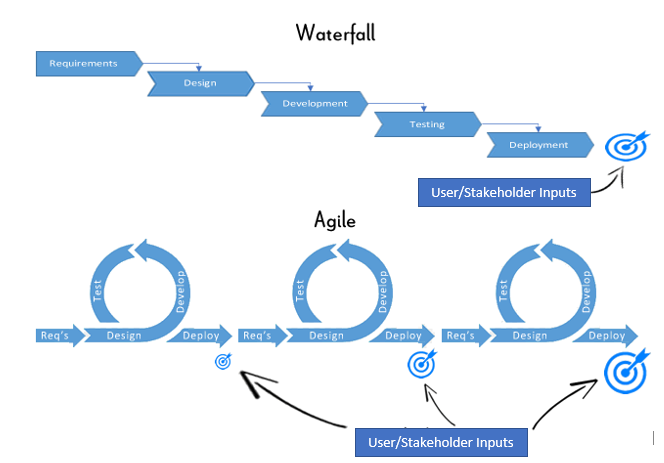 Waterfall
Requirements
Design
Development
Testing
Deployment
User/Stakeholder Inputs
Agile
Test
Develop
Req's
Design
Deploy
Test
Develop
Req's
Design
Deploy
Test
Develop
Req's
Design
Deploy
User/Stakeholder Inputs